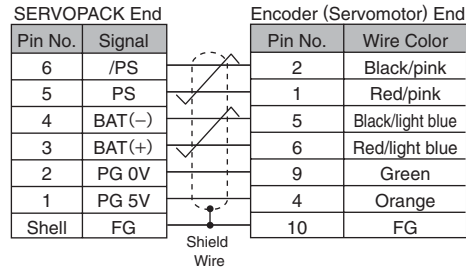 SERVOPACK End Encoder (Servomotor) End
Pin No. Signal Pin No. Wire Color
6 /PS 2 Black/pink
5 PS 1 Red/pink
4 BAT(−) 5 Black/light blue
3 BAT(+) 6 Red/light blue
2 PG 0V 9 Green
1 PG 5V 4 Orange
Shell FG 10 FG
Shield
Wire